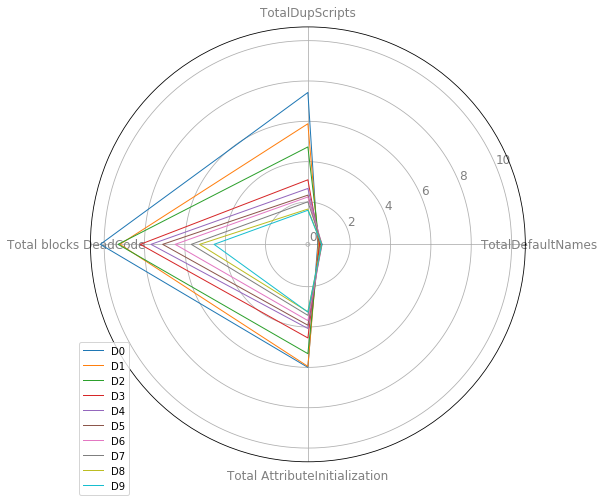 TotalDupScripts
10
8
6
4
2
0
Total blocks DeadCode
TotalDefaultNames
D0
D1
D2
D3
D4
D5
D6
D7
D8
D9
Total AttributeInitialization